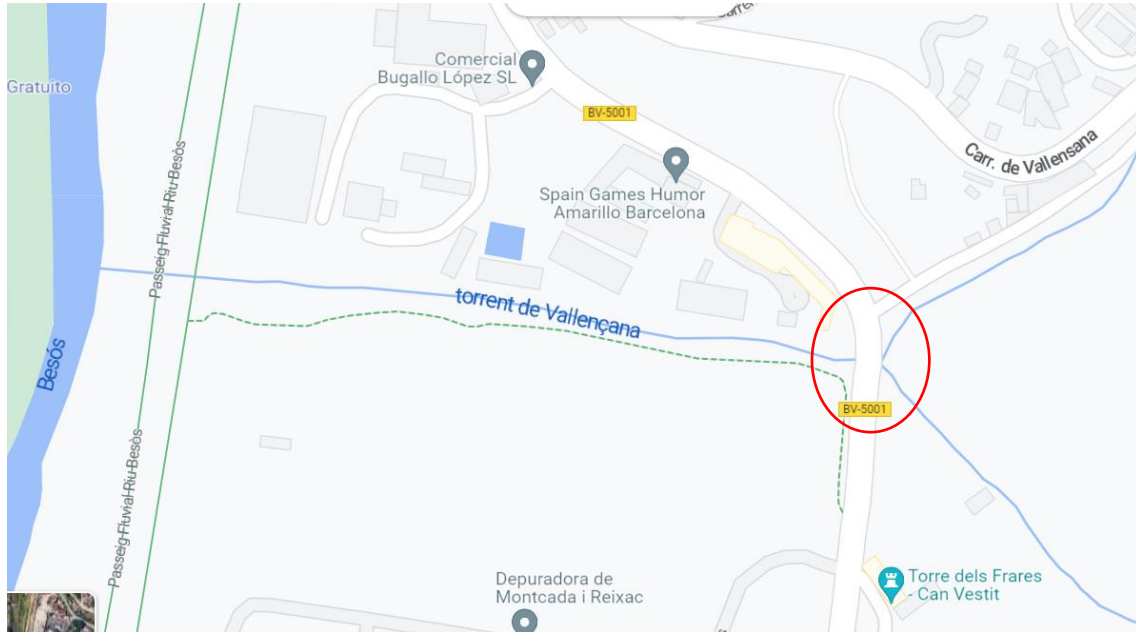 Comercial
Bugallo López SL
Gratuito
BV-5001
Carr. de Vallensana
Passeig Fluvial Riu Besòs
Spain Games Humor
Amarillo Barcelona
torrent de Vallençana
Besós
BV-5001
Passeig Fluvial Riu Besòs
Depuradora de
Montcada i Reixac
Torre dels Frares
- Can Vestit